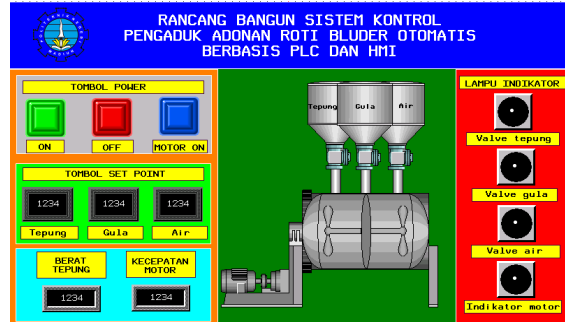 RANCANG BANGUN SISTEM KONTROL
PENGADUK ADONAN ROTI BLUDER OTOMATIS
BERBASIS PLC DAN HMI
TOMBOL POWER
ON
OFF
MOTOR ON
TOMBOL SET POINT
1234
1234
1234
Tepung
Gula
Air
BERAT
TEPUNG
KECEPATAN
MOTOR
1234
1234
Tepung
Gula
Air
LAMPU INDIKATOR
Valve tepung
Valve gula
Valve air
Indikator motor